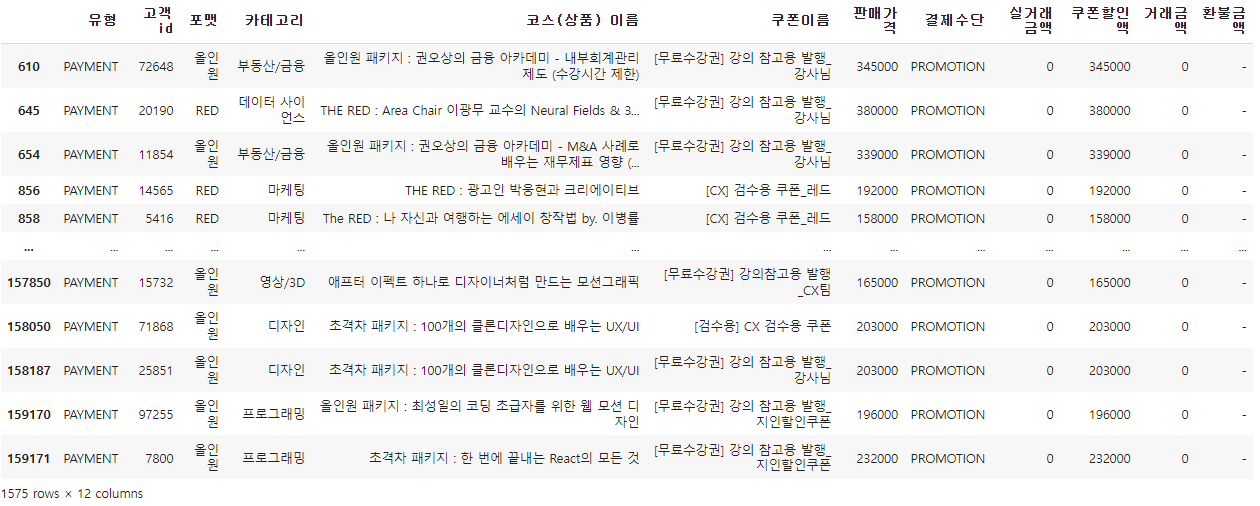 유형 고객id 포맷 카테고리 코스(상품) 이름 쿠폰이름 판매가격 결제수단 실거래금액 쿠폰할인액 거래금액 환불금액
610 PAYMENT 72648 올인원 부동산/금융 올인원 패키지 : 권오상의 금융 아카데미 - 내부회계관리제도 (수강시간 제한) [무료수강권] 강의 참고용 발행_강사님 345000 PROMOTION 0 345000 0 -
645 PAYMENT 20190 RED 데이터 사이언스 THE RED : Area Chair 이광무 교수의 Neural Fields & 3... [무료수강권] 강의 참고용 발행_강사님 380000 PROMOTION 0 380000 0 -
654 PAYMENT 11854 올인원 부동산/금융 올인원 패키지 : 권오상의 금융 아카데미 - M&A 사례로 배우는 재무제표 영향 (... [무료수강권] 강의 참고용 발행_강사님 339000 PROMOTION 0 339000 0 -
856 PAYMENT 14565 RED 마케팅 THE RED : 광고인 박웅현과 크리에이티브 [CX] 검수용 쿠폰_레드 192000 PROMOTION 0 192000 0 -
858 PAYMENT 5416 RED 마케팅 The RED : 나 자신과 여행하는 에세이 창작법 by. 이병률 [CX] 검수용 쿠폰_레드 158000 PROMOTION 0 158000 0 -
... ... ... ... ... ... ... ... ... ... ... ... ...
157850 PAYMENT 15732 올인원 영상/3D 애프터 이펙트 하나로 디자이너처럼 만드는 모션그래픽 [무료수강권] 강의참고용 발행_CX팀 165000 PROMOTION 0 165000 0 -
158050 PAYMENT 71868 올인원 디자인 초격차 패키지 : 100개의 클론디자인으로 배우는 UX/UI [검수용] CX 검수용 쿠폰 203000 PROMOTION 0 203000 0 -
158187 PAYMENT 25851 올인원 디자인 초격차 패키지 : 100개의 클론디자인으로 배우는 UX/UI [무료수강권] 강의 참고용 발행_강사님 203000 PROMOTION 0 203000 0 -
159170 PAYMENT 97255 올인원 프로그래밍 올인원 패키지 : 최성일의 코딩 초급자를 위한 웹 모션 디자인 [무료수강권] 강의 참고용 발행_지인할인쿠폰 196000 PROMOTION 0 196000 0 -
159171 PAYMENT 7800 올인원 프로그래밍 초격차 패키지 : 한 번에 끝내는 React의 모든 것 [무료수강권] 강의 참고용 발행_지인할인쿠폰 232000 PROMOTION 0 232000 0 -
1575 rows × 12 columns